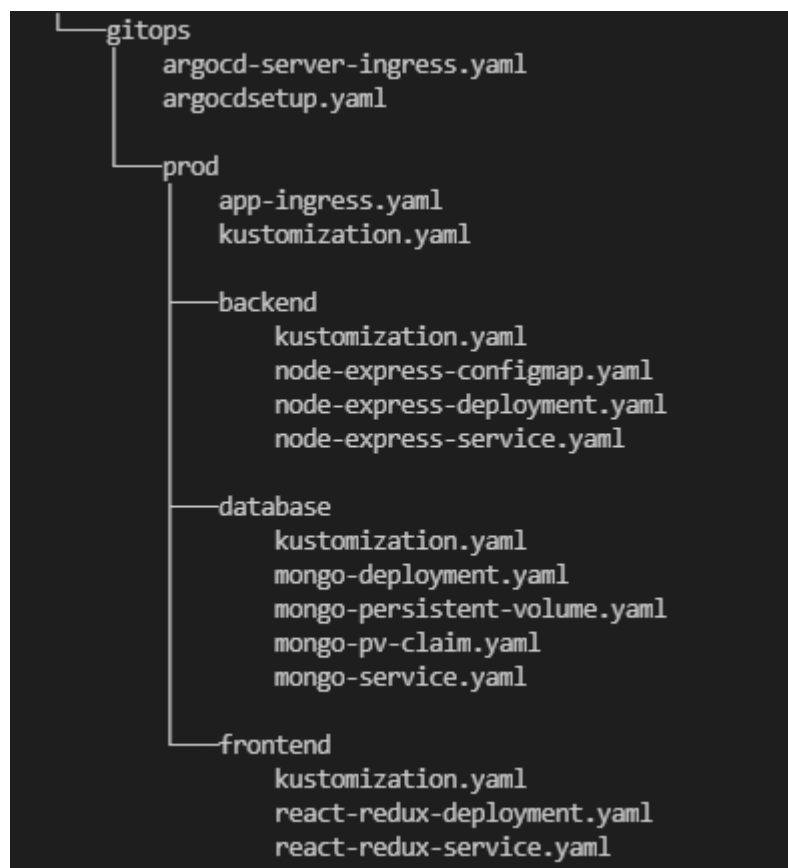 gitops
argocd-server-ingress.yaml
argocdsetup.yaml
prod
app-ingress.yaml
kustomization.yaml
backend
kustomization.yaml
node-express-configmap.yaml
node-express-deployment.yaml
node-express-service.yaml
database
kustomization.yaml
mongo-deployment.yaml
mongo-persistent-volume.yaml
mongo-pv-claim.yaml
mongo-service.yaml
frontend
kustomization.yaml
react-redux-deployment.yaml
react-redux-service.yaml